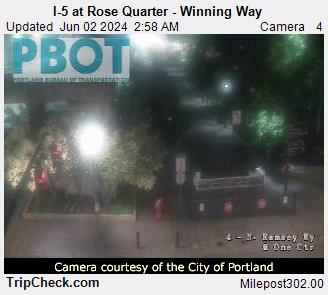 I-5 at Rose Quarter - Winning Way
Updated Jun 02 2024 2:58 AM Camera 4
PBOT
PORTLAND BUREAU OF TRANSPORTATION
4 - N. Ramsey Wy
@ One Ctr
Camera courtesy of the City of Portland
TripCheck.com Milepost302.00